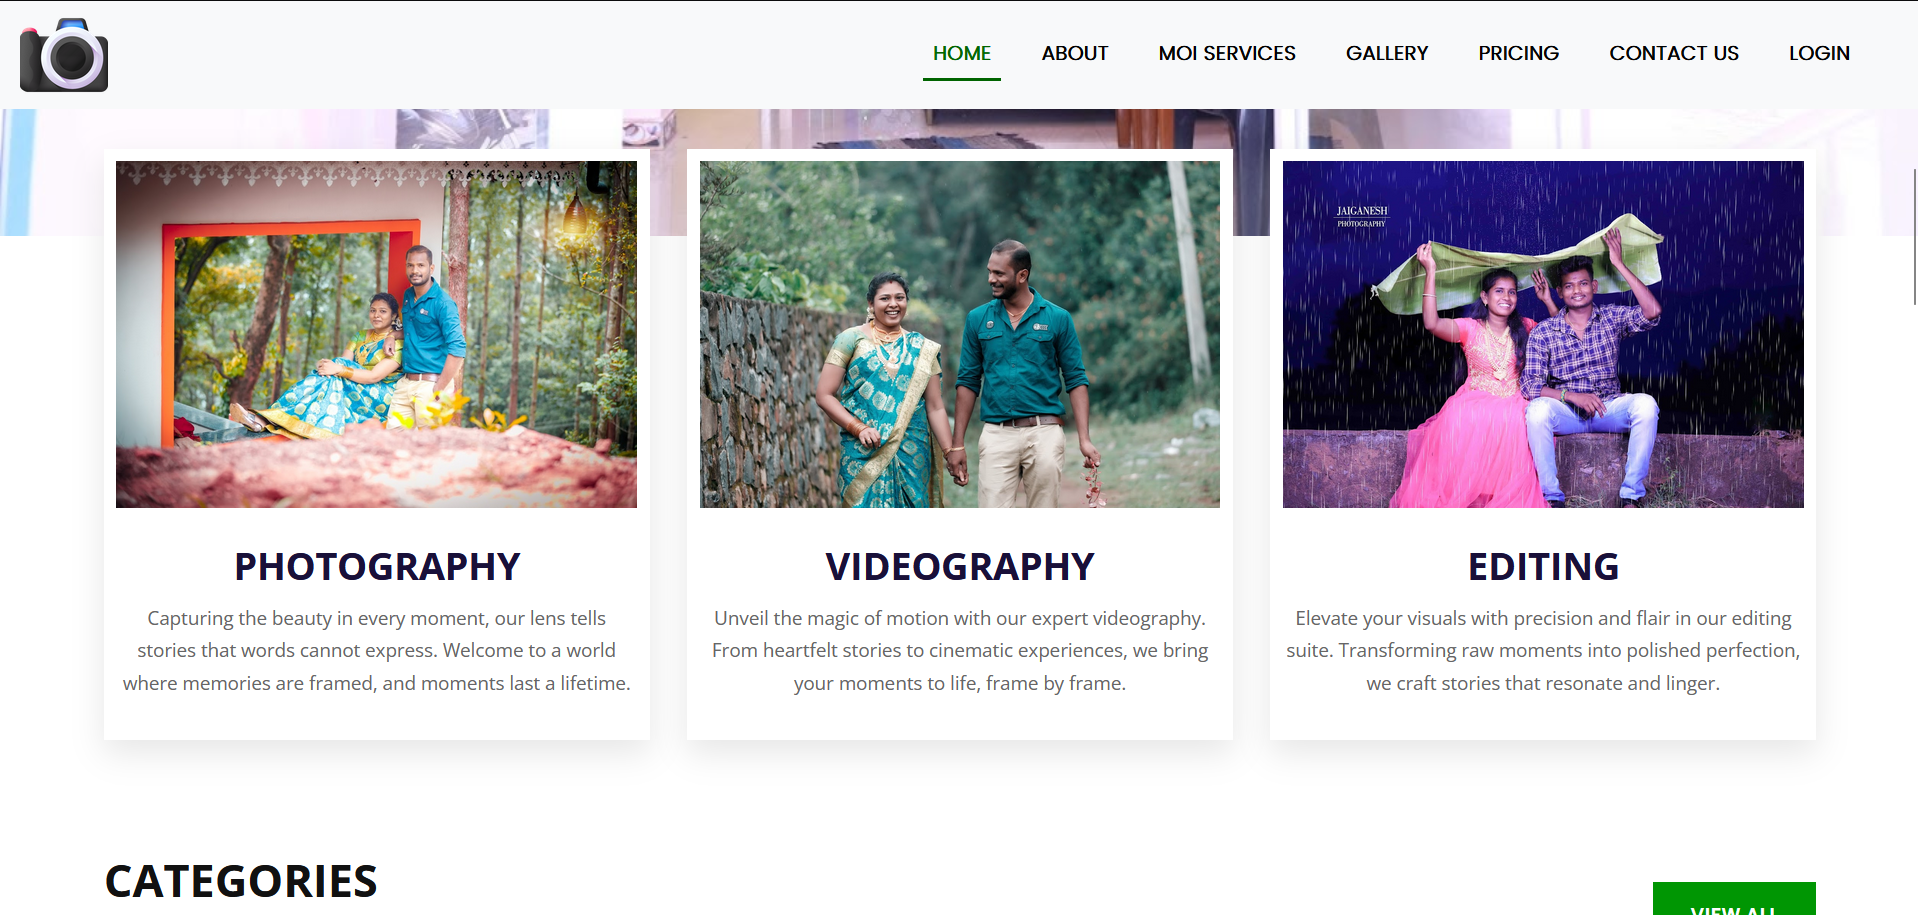 HOME ABOUT MOI SERVICES GALLERY PRICING CONTACT US LOGIN
JAIGANESH
PHOTOGRAPHY
PHOTOGRAPHY
Capturing the beauty in every moment, our lens tells
stories that words cannot express. Welcome to a world
where memories are framed, and moments last a lifetime.
VIDEOGRAPHY
Unveil the magic of motion with our expert videography.
From heartfelt stories to cinematic experiences, we bring
your moments to life, frame by frame.
EDITING
Elevate your visuals with precision and flair in our editing
suite. Transforming raw moments into polished perfection,
we craft stories that resonate and linger.
CATEGORIES
VIEW ALL